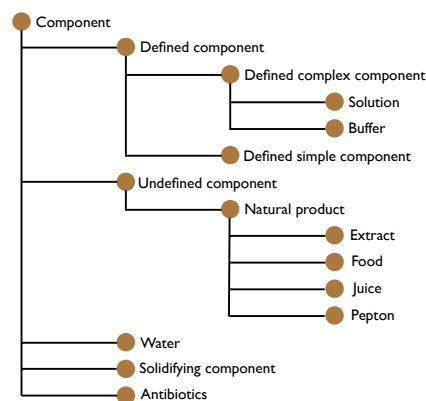 Component
Defined component
Defined complex component
Solution
Buffer
Defined simple component
Undefined component
Natural product
Extract
Food
Juice
Pepton
Water
Solidifying component
Antibiotics